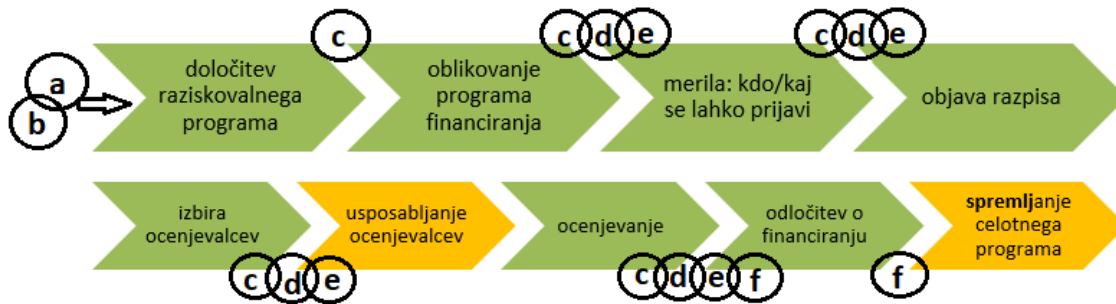 c
c d e
c d e
a
b
določitev
raziskovalnega
programa
oblikovanje
programa
financiranja
merila: kdo/kaj
se lahko prijavi
objava razpisa
izbira
ocenjevalcev
usposabljanje
ocenjevalcev
ocenjevanje
odločitev o
financiranju
spremljanje
celotnega
programa
c d e
c d e f
f